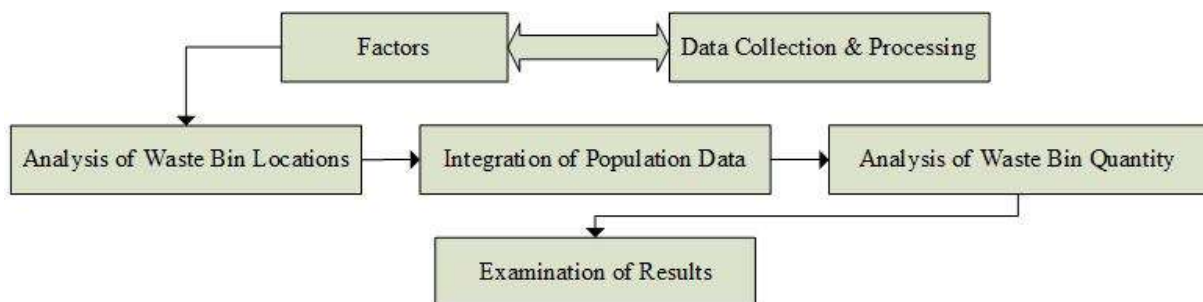 Factors
Data Collection & Processing
Analysis of Waste Bin Locations
Integration of Population Data
Analysis of Waste Bin Quantity
Examination of Results